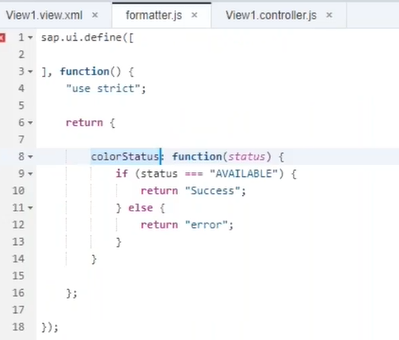 View1.view.xml × formatter.js × View1.controller.js ×
1 sap.ui.define([
2
3 ], function() {
4 "use strict";
5
6 return {
7
8 colorStatus: function(status) {
9 if (status === "AVAILABLE") {
10 return "Success";
11 } else {
12 return "error";
13 }
14 }
15
16 };
17
18 });